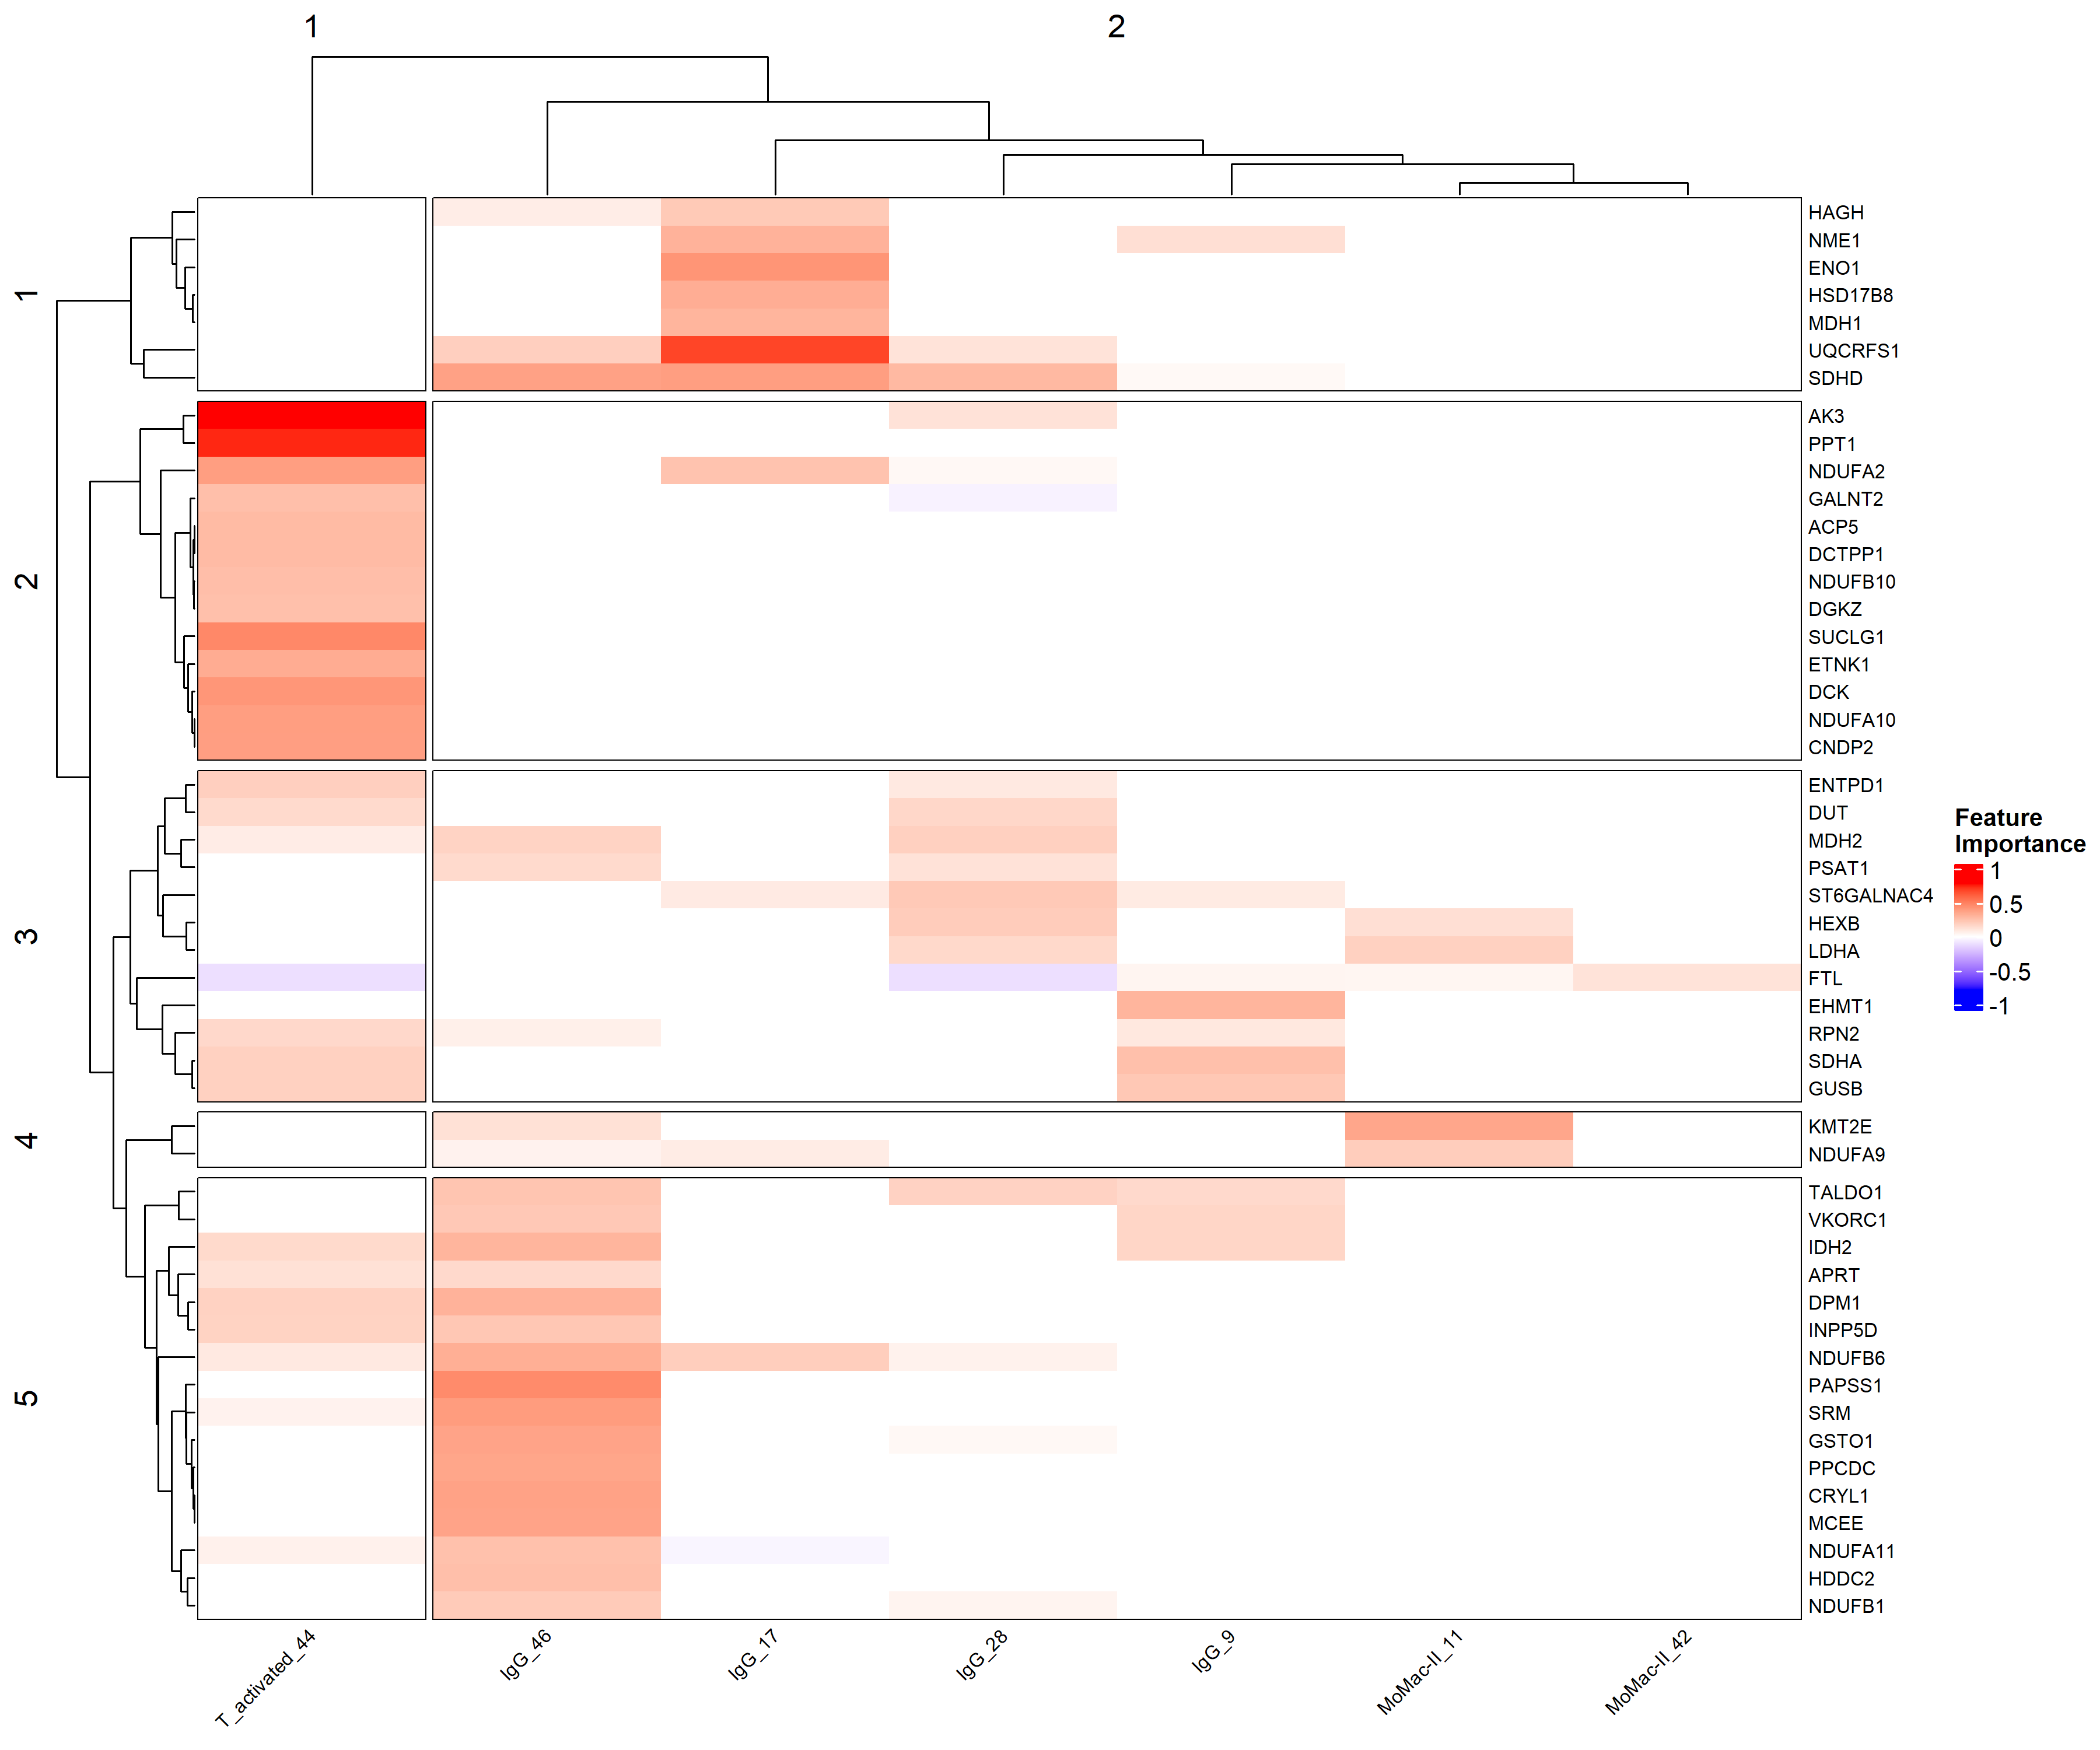 1
2
1
2
3
4
5
HAGH
NME1
ENO1
HSD17B8
MDH1
UQCRFS1
SDHD
AK3
PPT1
NDUFA2
GALNT2
ACP5
DCTPP1
NDUFB10
DGKZ
SUCLG1
ETNK1
DCK
NDUFA10
CNDP2
ENTPD1
DUT
MDH2
PSAT1
ST6GALNAC4
HEXB
LDHA
FTL
EHMT1
RPN2
SDHA
GUSB
KMT2E
NDUFA9
TALDO1
VKORC1
IDH2
APRT
DPM1
INPP5D
NDUFB6
PAPSS1
SRM
GSTO1
PPCDC
CRYL1
MCEE
NDUFA11
HDDC2
NDUFB1
T_activated_44
IgG_46
IgG_17
IgG_28
IgG_9
MoMac-II_11
MoMac-II_42
Feature
Importance
1
0.5
0
-0.5
-1